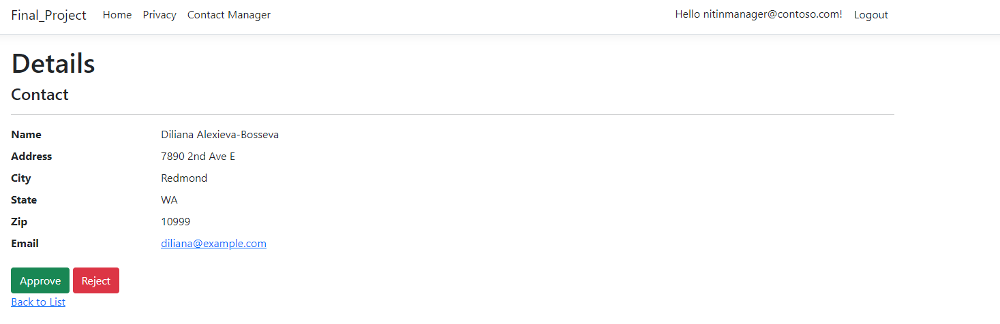 Final_Project Home Privacy Contact Manager Hello nitinmanager@contoso.com! Logout
Details
Contact
Name Diliana Alexieva-Bosseva
Address 7890 2nd Ave E
City Redmond
State WA
Zip 10999
Email diliana@example.com
Approve Reject
Back to List